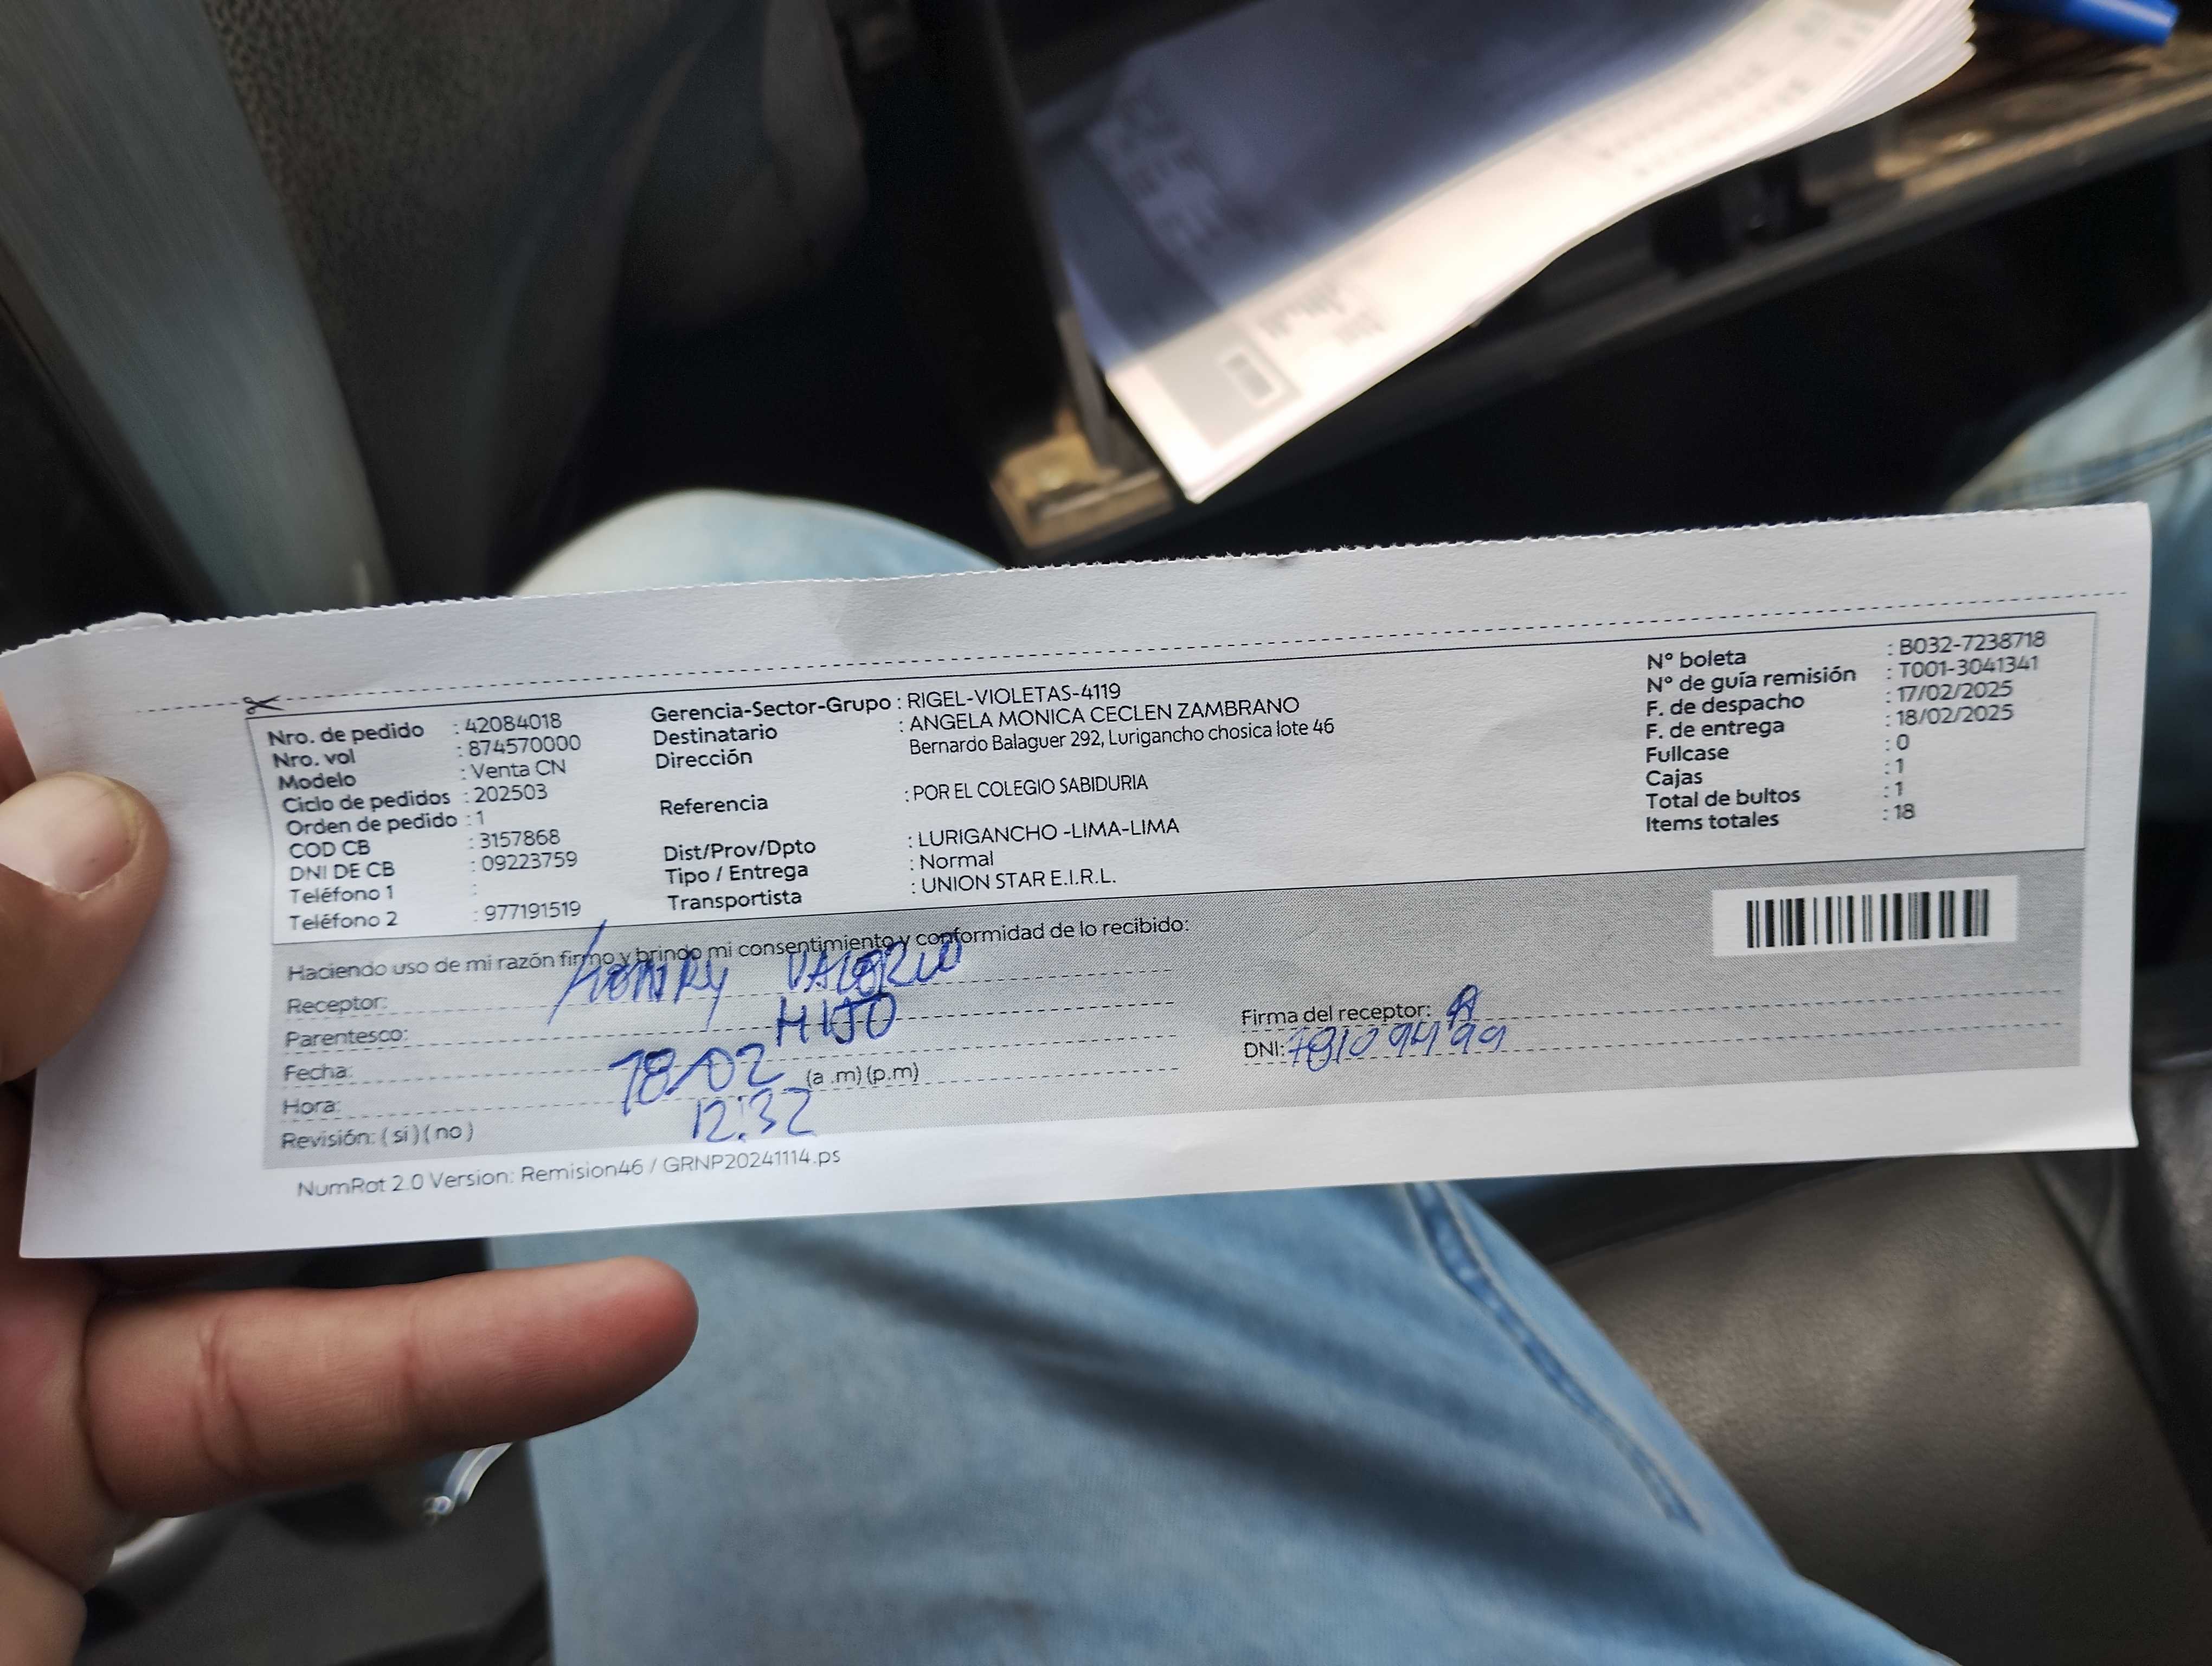 Nro. de pedido : 42084018
Nro. vol : 874570000
Modelo : Venta CN
Ciclo de pedidos : 202503
Orden de pedido : 1
COD CB : 3157868
DNI DE CB : 09223759
Teléfono 1 :
Teléfono 2 : 977191519
Gerencia-Sector-Grupo : RIGEL-VIOLETAS-4119
Destinatario : ANGELA MONICA CECLEN ZAMBRANO
Dirección Bernardo Balaguer 292, Lurigancho chosica lote 46
Referencia : POR EL COLEGIO SABIDURIA
Dist/Prov/Dpto : LURIGANCHO -LIMA-LIMA
Tipo / Entrega : Normal
Transportista : UNION STAR E.I.R.L.
N° boleta : B032-7238718
N° de guía remisión : T001-3041341
F. de despacho : 17/02/2025
F. de entrega : 18/02/2025
Fullcase : 0
Cajas : 1
Total de bultos : 1
Items totales : 18
Haciendo uso de mi razón firmo y brindo mi consentimiento y conformidad de lo recibido:
Receptor: HENRY VALERIO
Parentesco: HIJO
Fecha: 18/02
Hora: 12:32 (a .m) (p.m)
Revisión: ( si ) ( no )
Firma del receptor:
DNI:
NumRot 2.0 Version: Remision46 / GRNP20241114.ps